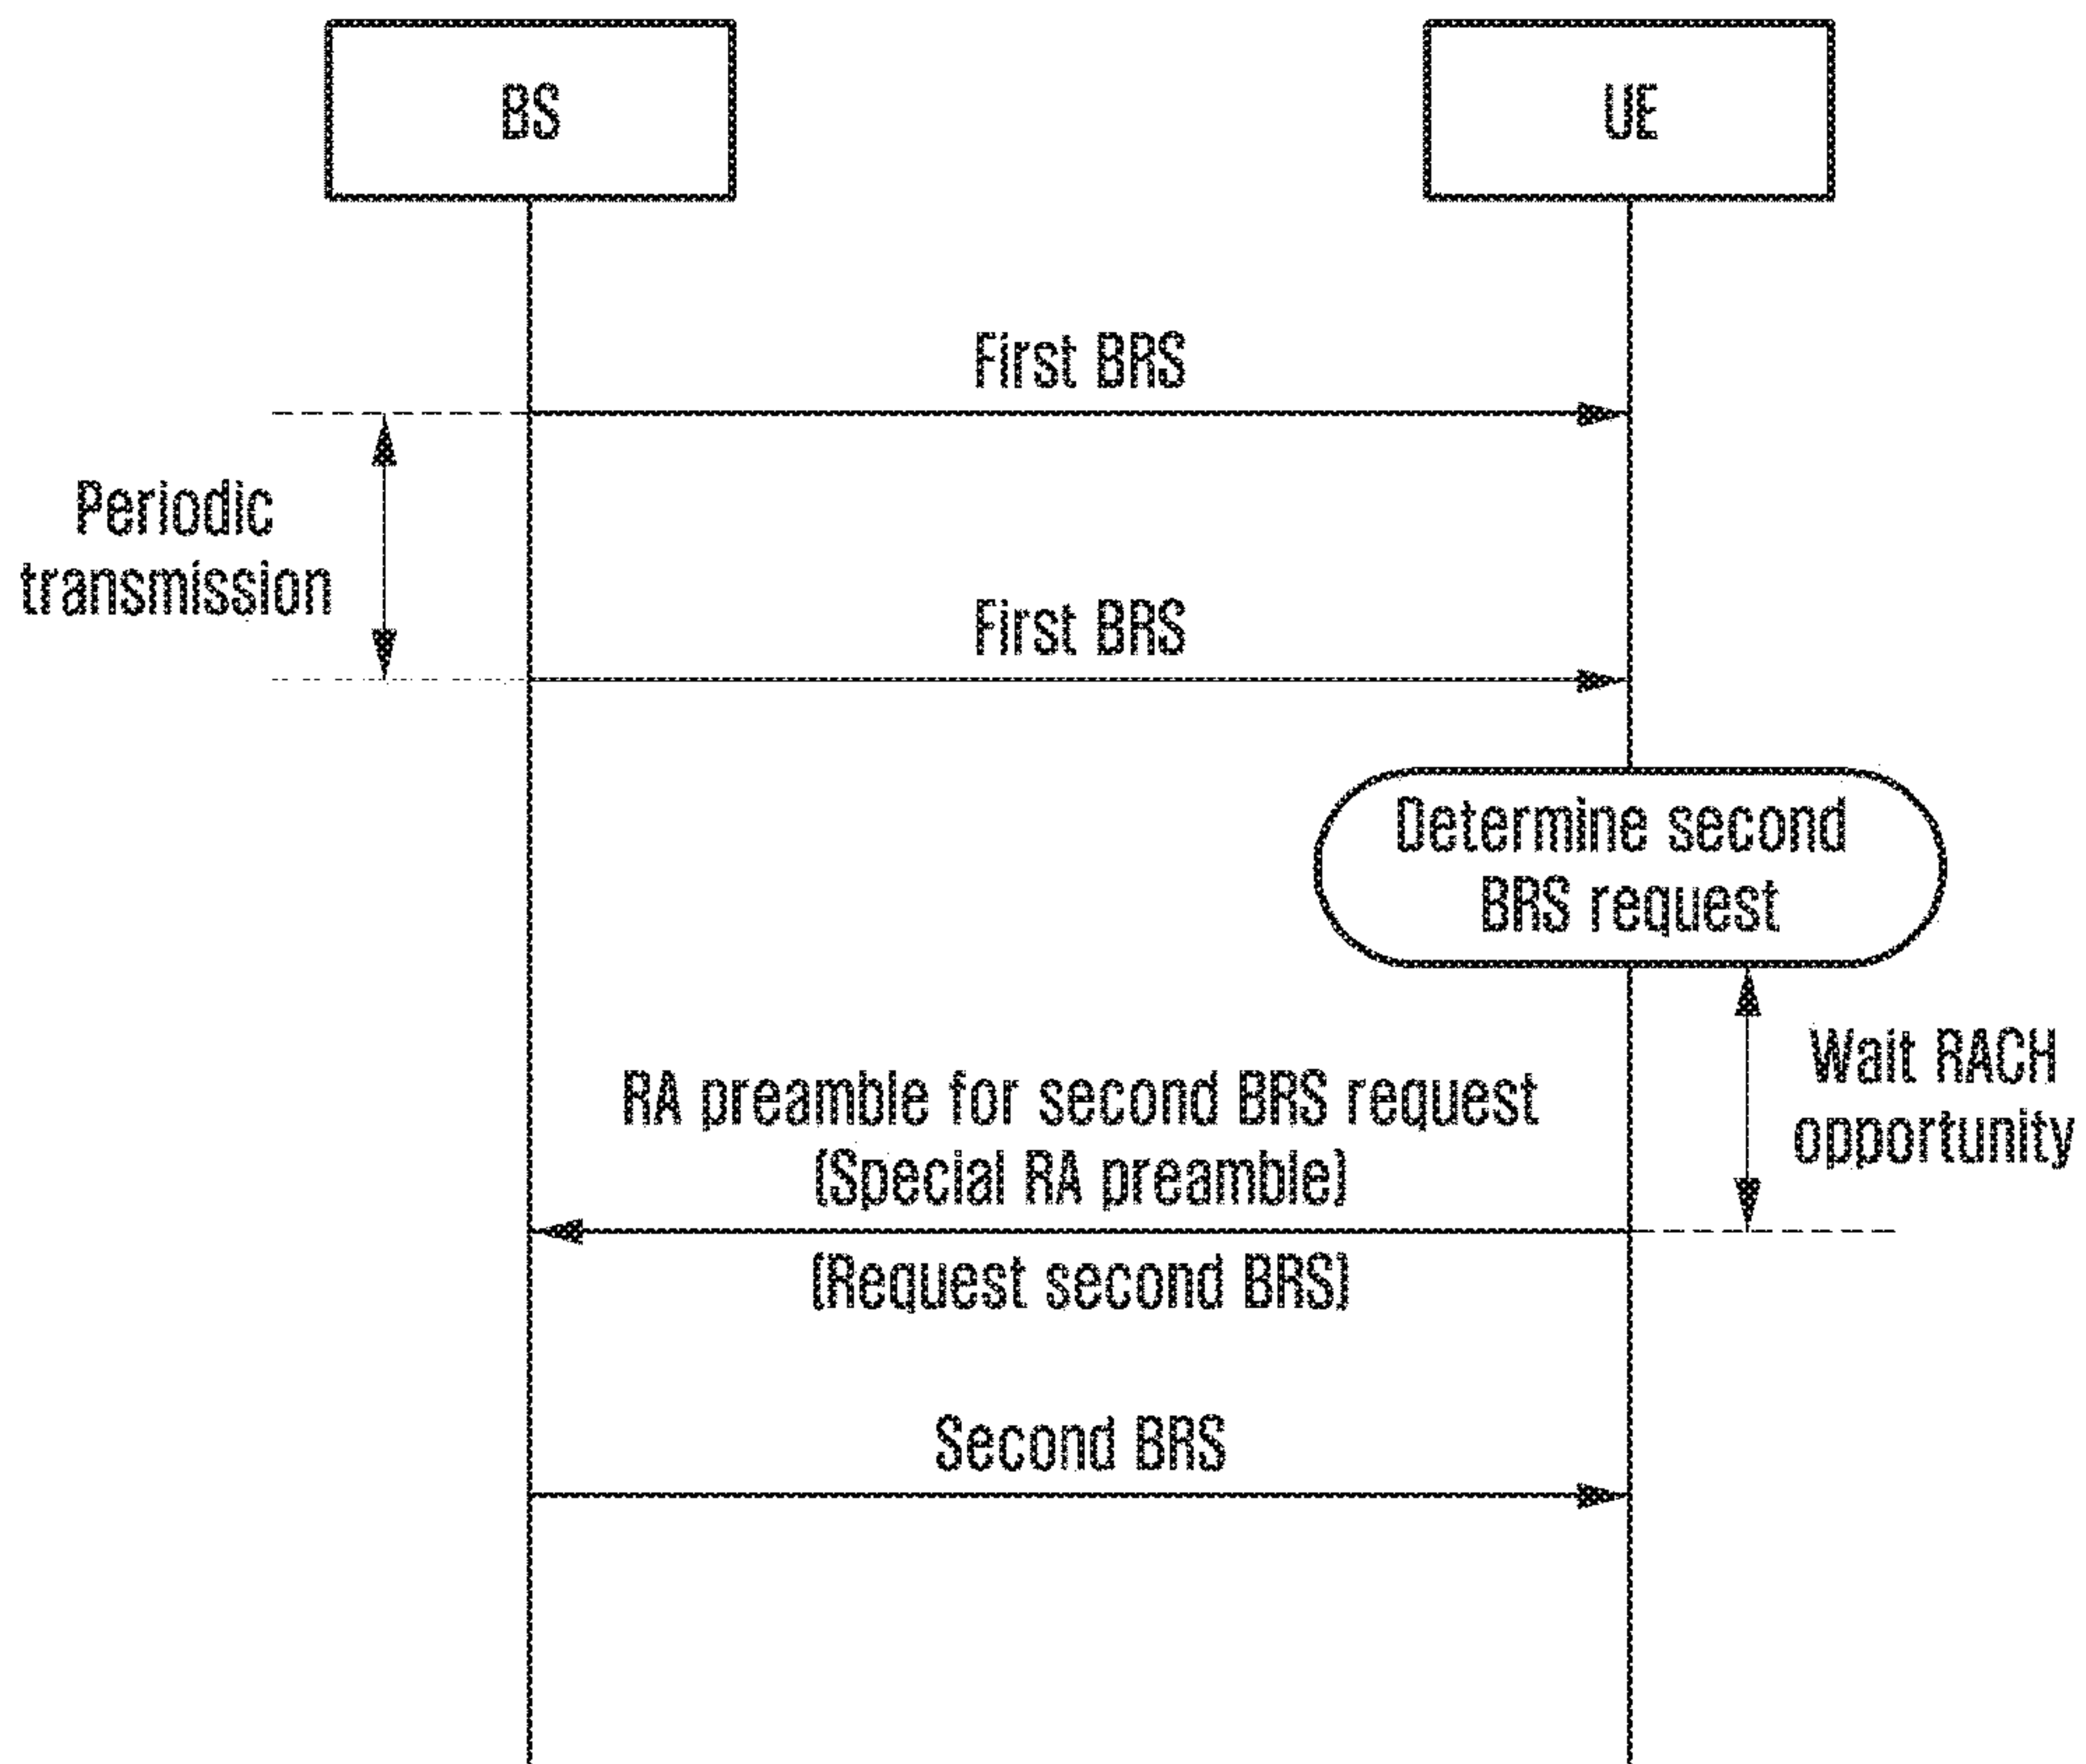 BS
UE
First BRS
Periodic
transmission
First BRS
Determine second
BRS request
Wait RACH
opportunity
RA preamble for second BRS request
(Special RA preamble)
(Request second BRS)
Second BRS